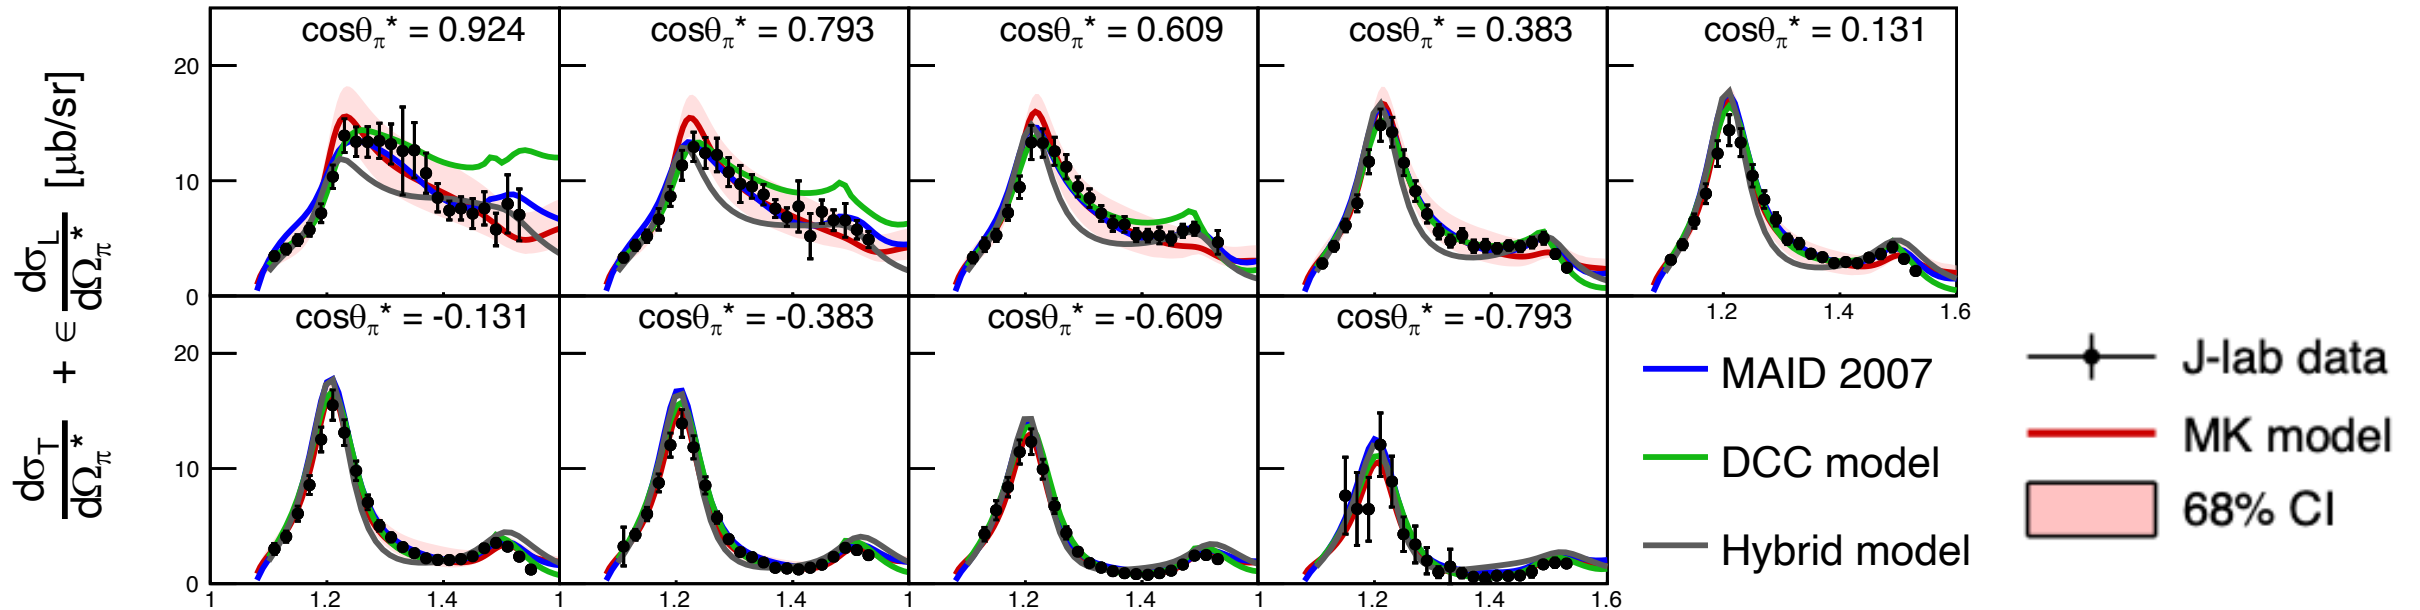 cosθπ* = 0.924
cosθπ* = 0.793
cosθπ* = 0.609
cosθπ* = 0.383
cosθπ* = 0.131
20
10
0
1.2
1.4
1.6
dσT/dΩπ* + ϵ dσL/dΩπ* [μb/sr]
cosθπ* = -0.131
cosθπ* = -0.383
cosθπ* = -0.609
cosθπ* = -0.793
20
10
0
1
1.2
1.4
1
1.2
1.4
1
1.2
1.4
1
1.2
1.4
1.6
MAID 2007
DCC model
Hybrid model
J-lab data
MK model
68% CI